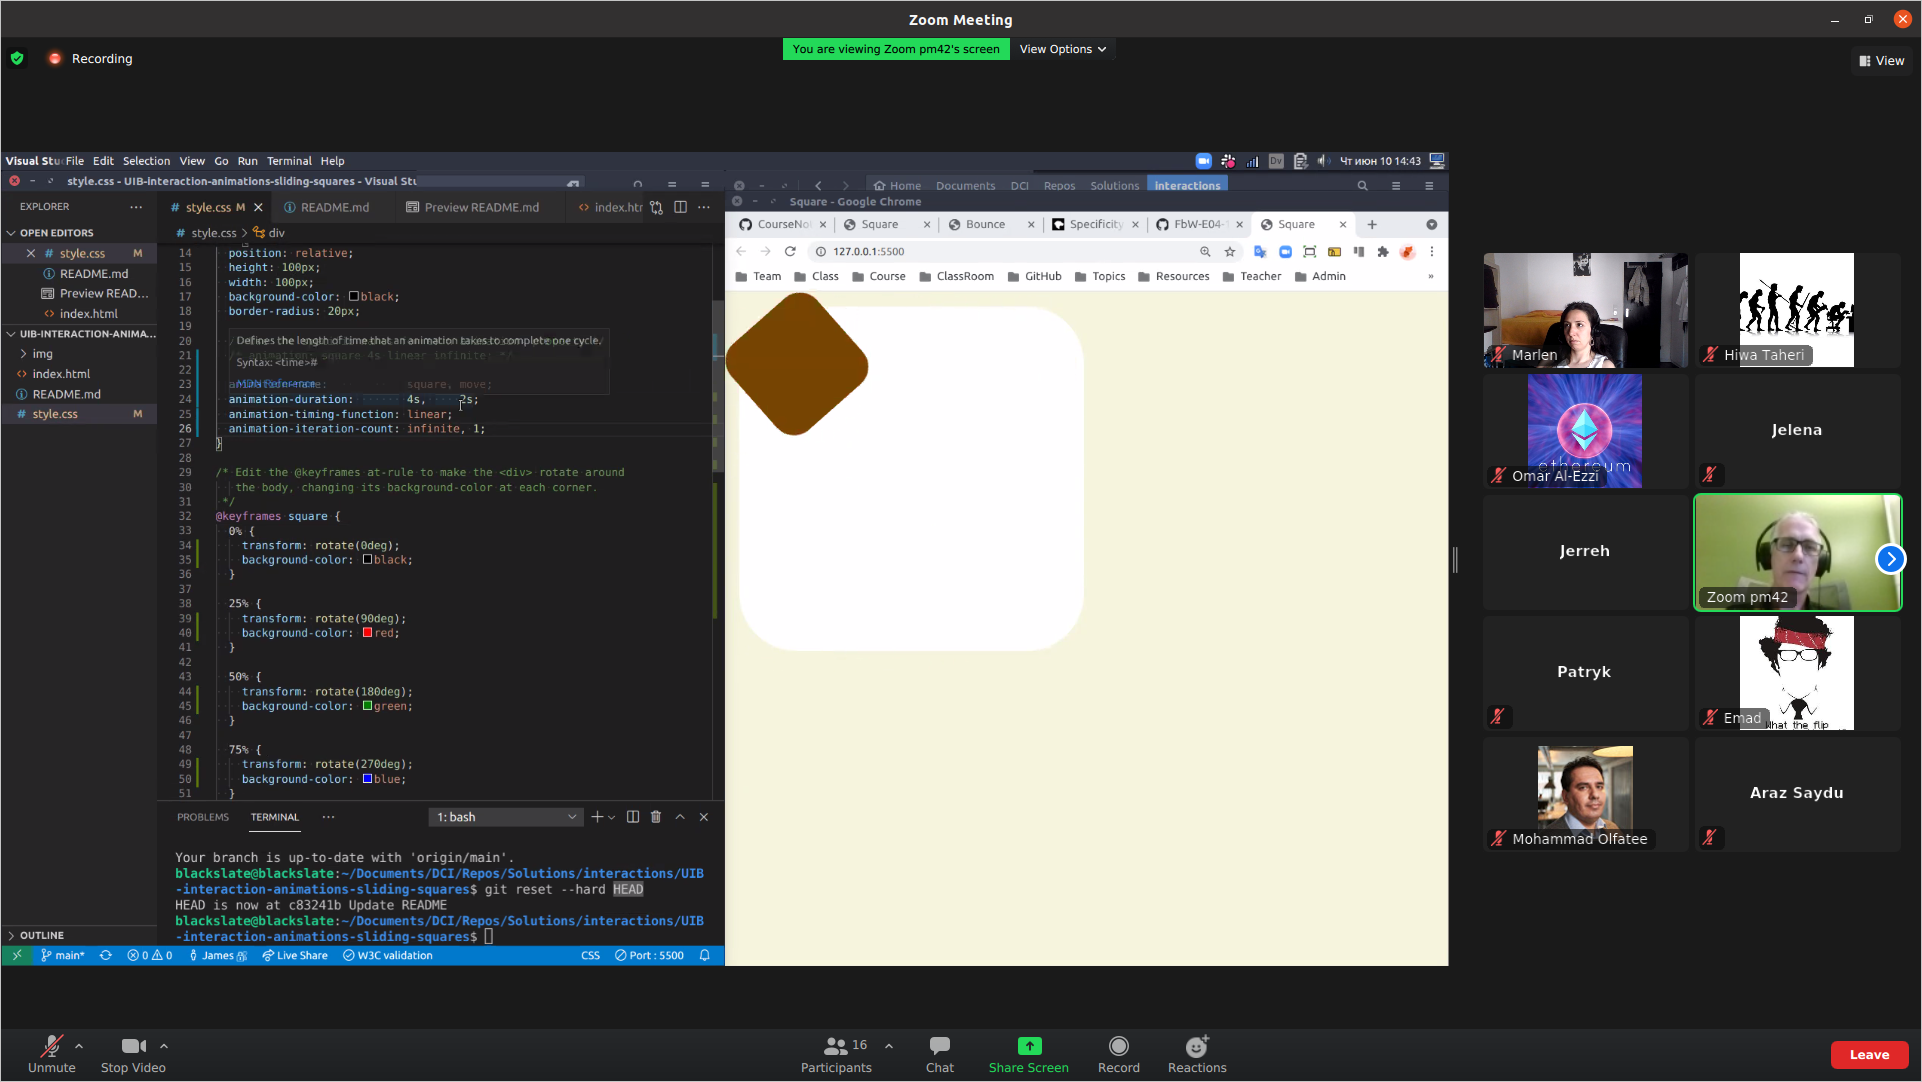 Zoom Meeting
Recording
You are viewing Zoom pm42's screen
View Options
View
Visual Stu File Edit Selection View Go Run Terminal Help
Dv
Чт июн 10 14:43
style.css - UIB-interaction-animations-sliding-squares - Visual Stu
Home Documents DCI Repos Solutions interactions
EXPLORER
OPEN EDITORS
style.css M
README.md
Preview READ...
index.html
UIB-INTERACTION-ANIMA...
img
index.html
README.md
style.css M
OUTLINE
style.css M
README.md
Preview README.md
index.htr
style.css > div
14 position: relative;
15 height: 100px;
16 width: 100px;
17 background-color: black;
18 border-radius: 20px;
19
20
21 /* animation: square 4s linear infinite; */
22
23 animation-name: square, move;
24 animation-duration: 4s, 2s;
25 animation-timing-function: linear;
26 animation-iteration-count: infinite, 1;
27 }
28
29 /* Edit the @keyframes at-rule to make the <div> rotate around
30 the body, changing its background-color at each corner.
31 */
32 @keyframes square {
33 0% {
34 transform: rotate(0deg);
35 background-color: black;
36 }
37
38 25% {
39 transform: rotate(90deg);
40 background-color: red;
41 }
42
43 50% {
44 transform: rotate(180deg);
45 background-color: green;
46 }
47
48 75% {
49 transform: rotate(270deg);
50 background-color: blue;
51 }
Defines the length of time that an animation takes to complete one cycle.
Syntax: <time>#
MDN Reference
PROBLEMS TERMINAL
1: bash
Your branch is up-to-date with 'origin/main'.
blackslate@blackslate:~/Documents/DCI/Repos/Solutions/interactions/UIB
-interaction-animations-sliding-squares$ git reset --hard HEAD
HEAD is now at c83241b Update README
blackslate@blackslate:~/Documents/DCI/Repos/Solutions/interactions/UIB
-interaction-animations-sliding-squares$
main* 0 0 James Live Share W3C validation CSS Port : 5500
Square - Google Chrome
CourseNot
Square
Bounce
Specificity
FbW-E04-1
Square
127.0.0.1:5500
Team Class Course ClassRoom GitHub Topics Resources Teacher Admin »
Marlen
Hiwa Taheri
ethereum
Omar Al-Ezzi
Jelena
Jerreh
Zoom pm42
Patryk
What the flip
Emad
Mohammad Olfatee
Araz Saydu
Unmute
Stop Video
16
Participants
Chat
Share Screen
Record
Reactions
Leave